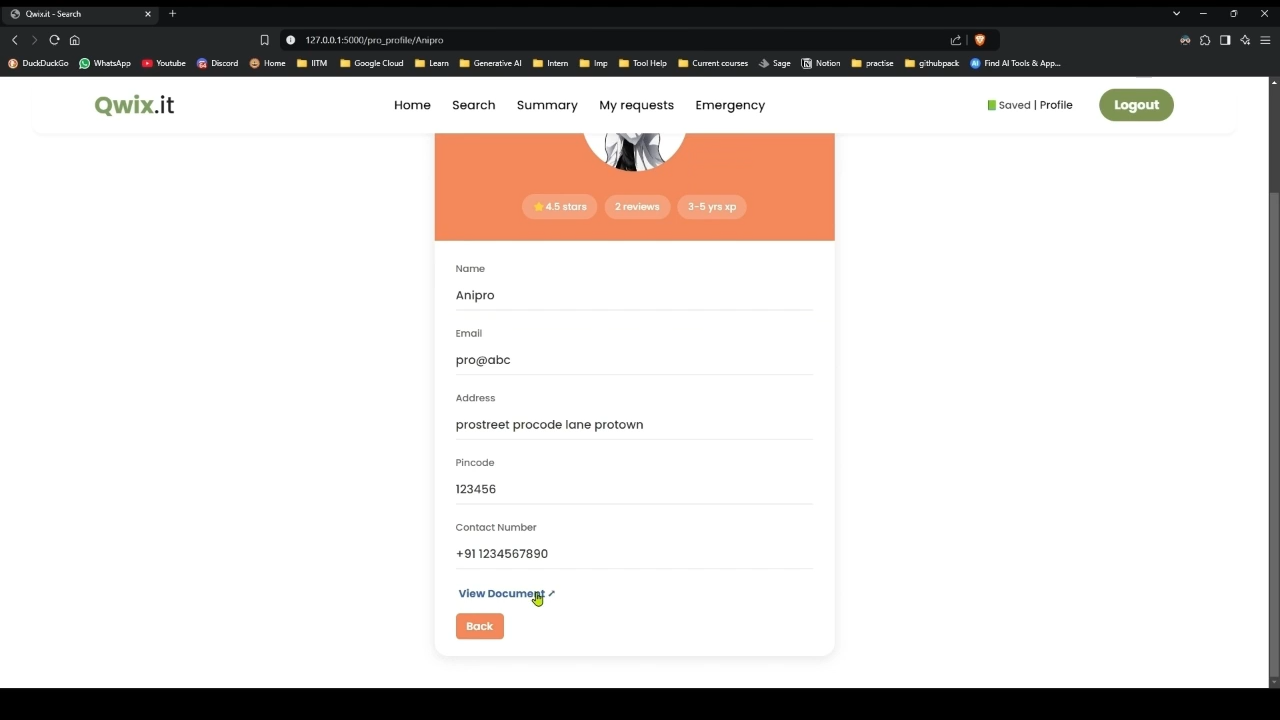 Qwix.it - Search
127.0.0.1:5000/pro_profile/Anipro
DuckDuckGo WhatsApp Youtube Discord Home IITM Google Cloud Learn Generative AI Intern Imp Tool Help Current courses Sage Notion practise githubpack Find AI Tools & App...
Qwix.it Home Search Summary My requests Emergency Saved | Profile Logout
4.5 stars 2 reviews 3-5 yrs xp
Name
Anipro
Email
pro@abc
Address
prostreet procode lane protown
Pincode
123456
Contact Number
+91 1234567890
View Document
Back